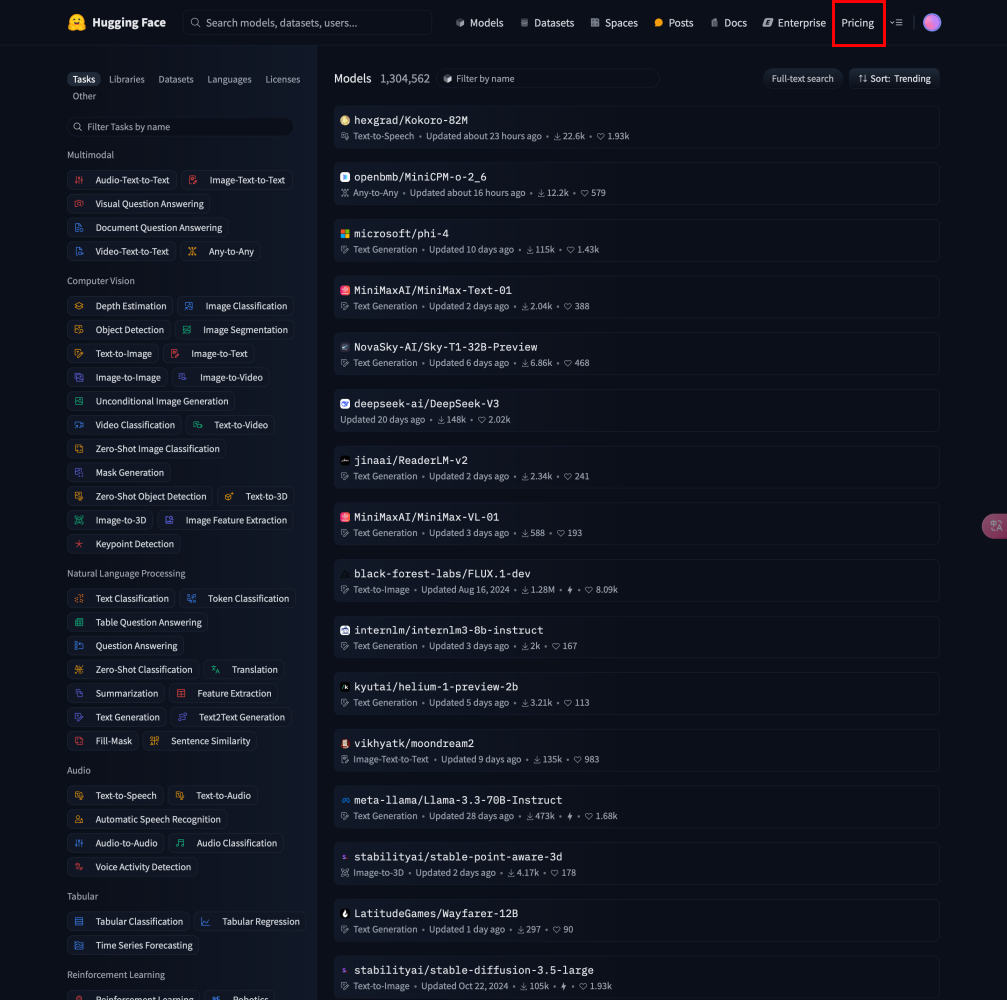 Hugging Face
Search models, datasets, users...
Models
Datasets
Spaces
Posts
Docs
Enterprise
Pricing
Tasks Libraries Datasets Languages Licenses
Other
Filter Tasks by name
Multimodal
Audio-Text-to-Text Image-Text-to-Text
Visual Question Answering
Document Question Answering
Video-Text-to-Text Any-to-Any
Computer Vision
Depth Estimation Image Classification
Object Detection Image Segmentation
Text-to-Image Image-to-Text
Image-to-Image Image-to-Video
Unconditional Image Generation
Video Classification Text-to-Video
Zero-Shot Image Classification
Mask Generation
Zero-Shot Object Detection Text-to-3D
Image-to-3D Image Feature Extraction
Keypoint Detection
Natural Language Processing
Text Classification Token Classification
Table Question Answering
Question Answering
Zero-Shot Classification Translation
Summarization Feature Extraction
Text Generation Text2Text Generation
Fill-Mask Sentence Similarity
Audio
Text-to-Speech Text-to-Audio
Automatic Speech Recognition
Audio-to-Audio Audio Classification
Voice Activity Detection
Tabular
Tabular Classification Tabular Regression
Time Series Forecasting
Reinforcement Learning
Reinforcement Learning Robotics
Models 1,304,562 Filter by name Full-text search Sort: Trending
hexgrad/Kokoro-82M
Text-to-Speech • Updated about 23 hours ago • 22.6k • 1.93k
openbmb/MiniCPM-o-2_6
Any-to-Any • Updated about 16 hours ago • 12.2k • 579
microsoft/phi-4
Text Generation • Updated 10 days ago • 115k • 1.43k
MiniMaxAI/MiniMax-Text-01
Text Generation • Updated 2 days ago • 2.04k • 388
NovaSky-AI/Sky-T1-32B-Preview
Text Generation • Updated 6 days ago • 6.86k • 468
deepseek-ai/DeepSeek-V3
Updated 20 days ago • 148k • 2.02k
jinaai/ReaderLM-v2
Text Generation • Updated 2 days ago • 2.34k • 241
MiniMaxAI/MiniMax-VL-01
Text Generation • Updated 3 days ago • 588 • 193
black-forest-labs/FLUX.1-dev
Text-to-Image • Updated Aug 16, 2024 • 1.28M • 8.09k
internlm/internlm3-8b-instruct
Text Generation • Updated 3 days ago • 2k • 167
kyutai/helium-1-preview-2b
Text Generation • Updated 5 days ago • 3.21k • 113
vikhyatk/moondream2
Image-Text-to-Text • Updated 9 days ago • 135k • 983
meta-llama/Llama-3.3-70B-Instruct
Text Generation • Updated 28 days ago • 473k • 1.68k
stabilityai/stable-point-aware-3d
Image-to-3D • Updated 2 days ago • 4.17k • 178
LatitudeGames/Wayfarer-12B
Text Generation • Updated 1 day ago • 297 • 90
stabilityai/stable-diffusion-3.5-large
Text-to-Image • Updated Oct 22, 2024 • 105k • 1.93k